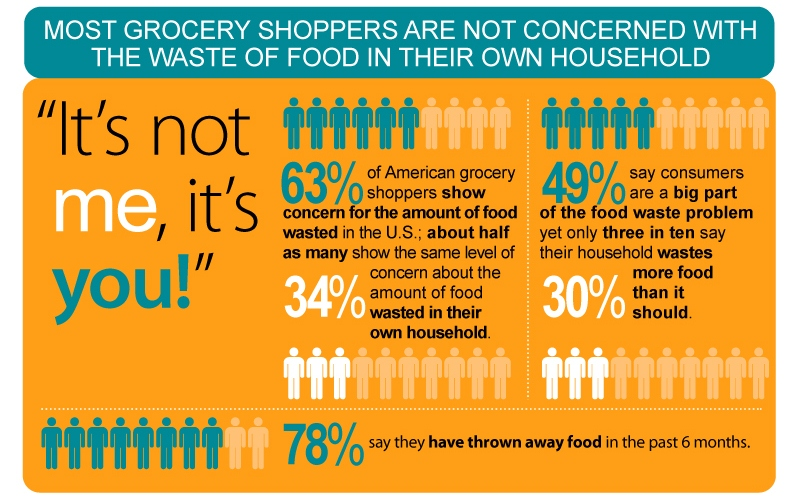 MOST GROCERY SHOPPERS ARE NOT CONCERNED WITH
THE WASTE OF FOOD IN THEIR OWN HOUSEHOLD
“It’s not
me, it’s
you!”
63% of American grocery
shoppers show
concern for the amount of food
wasted in the U.S.; about half
as many show the same level of
34% concern about the
amount of food
wasted in their
own household.
49% say consumers
are a big part
of the food waste problem
yet only three in ten say
their household wastes
30% more food
than it
should.
78% say they have thrown away food in the past 6 months.